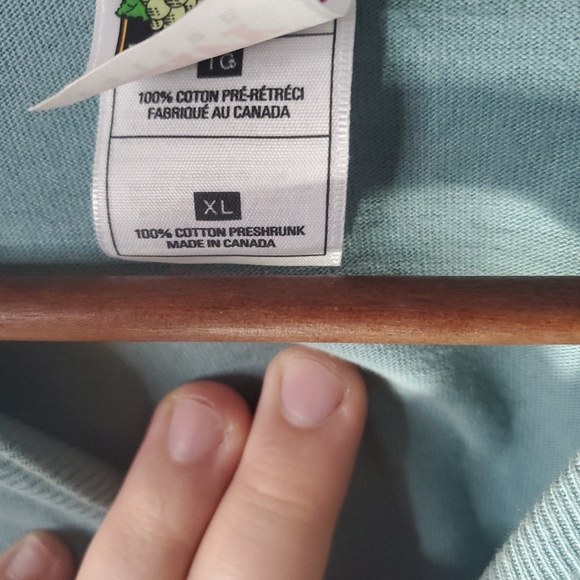 TG
100% COTON PRÉ-RÉTRÉCI
FABRIQUÉ AU CANADA
XL
100% COTTON PRESHRUNK
MADE IN CANADA